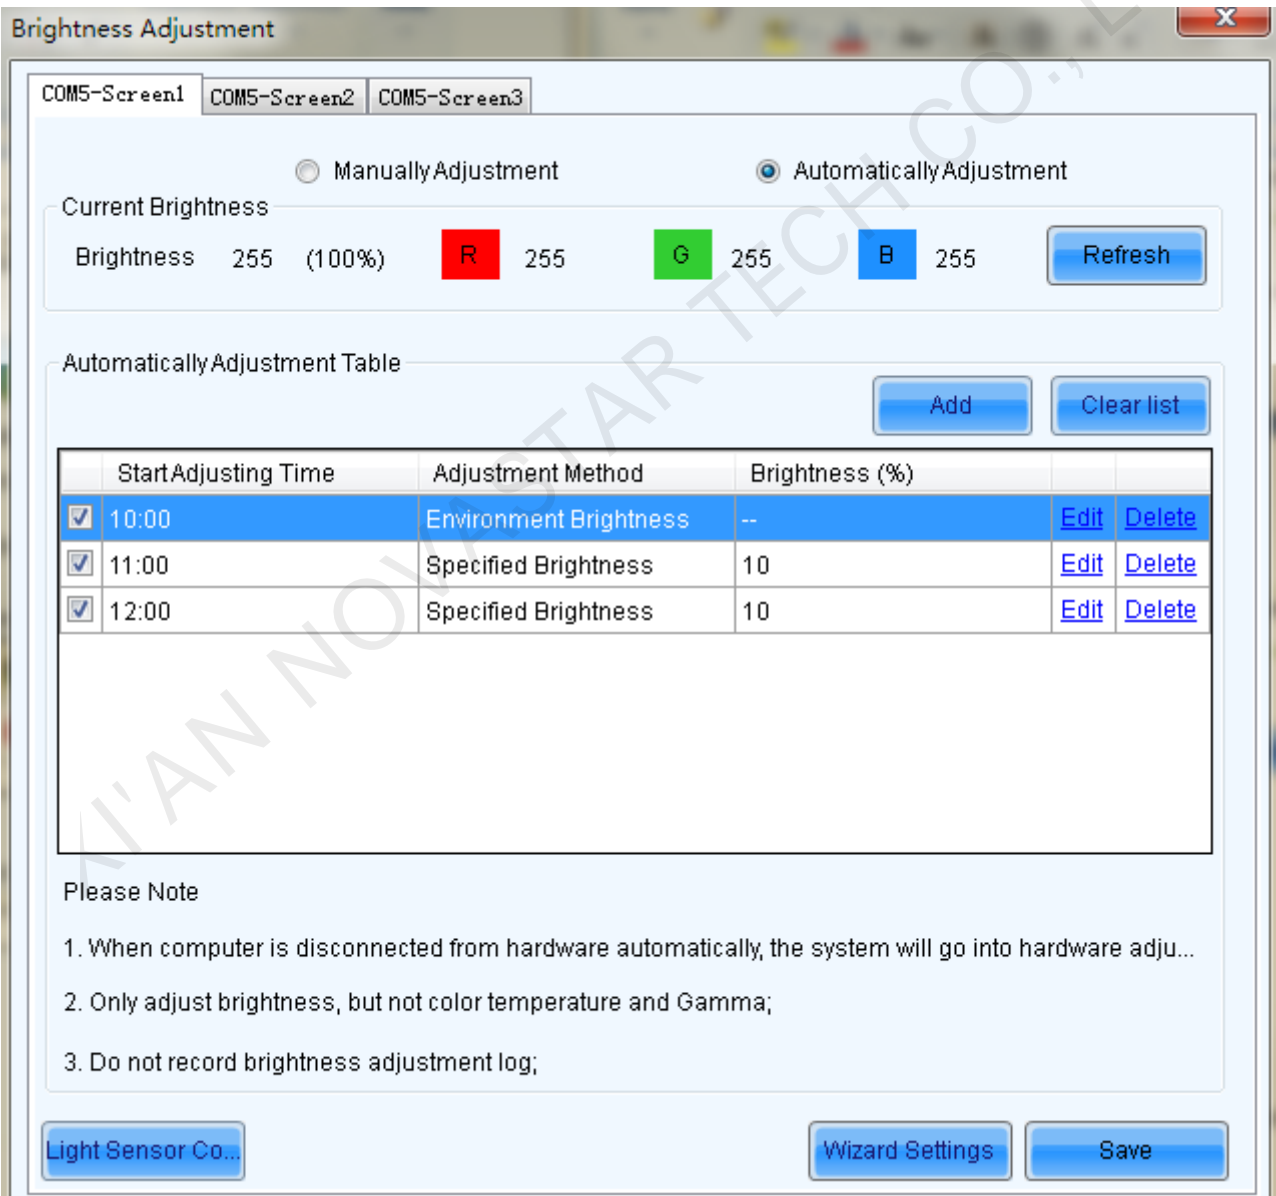 Brightness Adjustment
COM5-Screen1 COM5-Screen2 COM5-Screen3
Manually Adjustment Automatically Adjustment
Current Brightness
Brightness 255 (100%) R 255 G 255 B 255 Refresh
Automatically Adjustment Table
Add Clear list
Start Adjusting Time Adjustment Method Brightness (%)
10:00 Environment Brightness -- Edit Delete
11:00 Specified Brightness 10 Edit Delete
12:00 Specified Brightness 10 Edit Delete
Please Note
1. When computer is disconnected from hardware automatically, the system will go into hardware adju...
2. Only adjust brightness, but not color temperature and Gamma;
3. Do not record brightness adjustment log;
Light Sensor Co... Wizard Settings Save
XI'AN NOVASTAR TECH CO., L